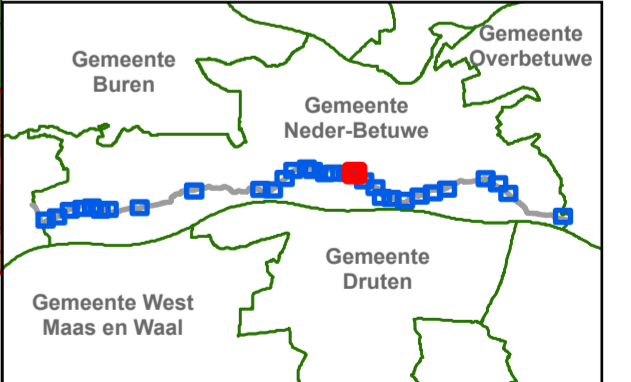 Gemeente
Overbetuwe
Gemeente
Buren
Gemeente
Neder-Betuwe
Gemeente
Druten
Gemeente West
Maas en Waal